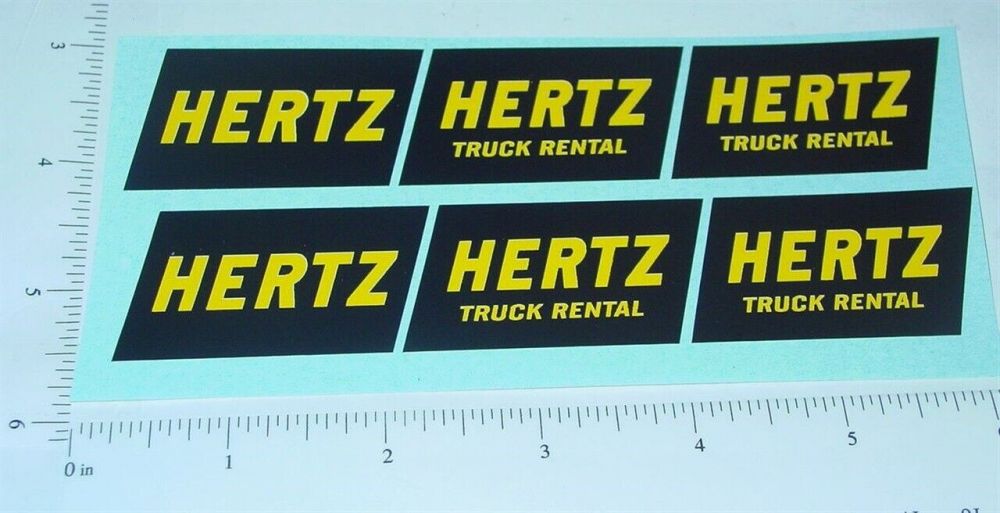 HERTZ
HERTZ
TRUCK RENTAL
HERTZ
TRUCK RENTAL
HERTZ
HERTZ
TRUCK RENTAL
HERTZ
TRUCK RENTAL
3
4
5
6
0 in
1
2
3
4
5